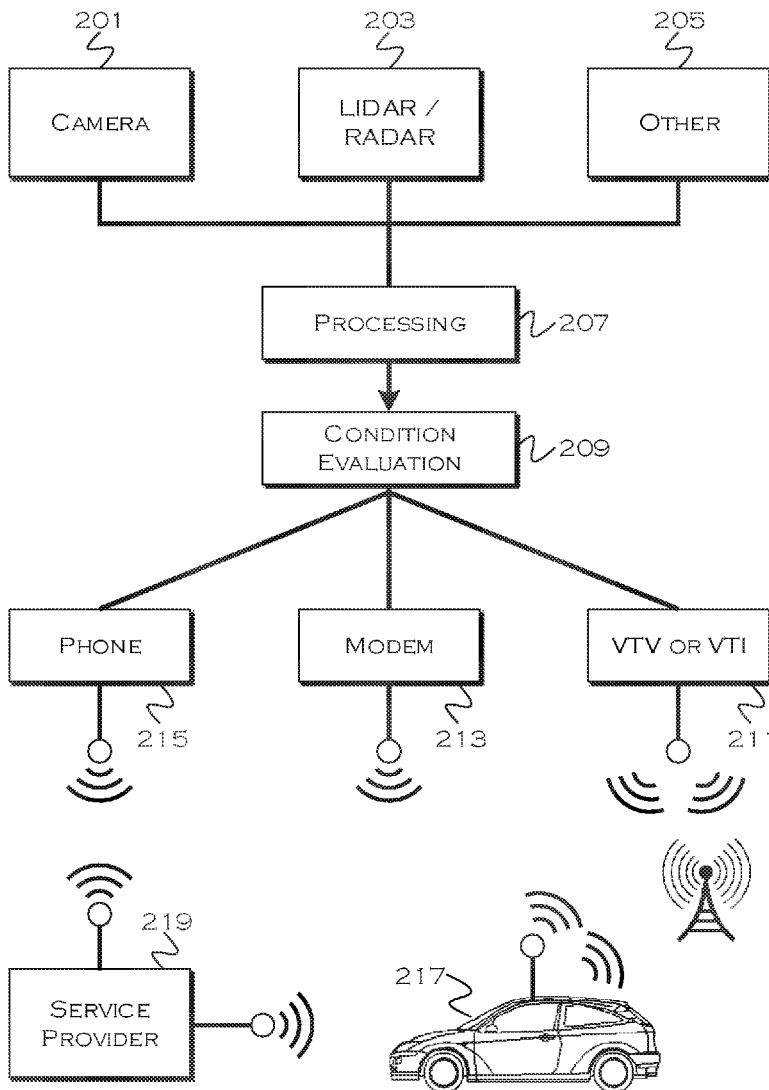 201
203
205
CAMERA
LIDAR /
RADAR
OTHER
PROCESSING
207
CONDITION
EVALUATION
209
PHONE
MODEM
VTV OR VTI
215
213
211
219
SERVICE
PROVIDER
217